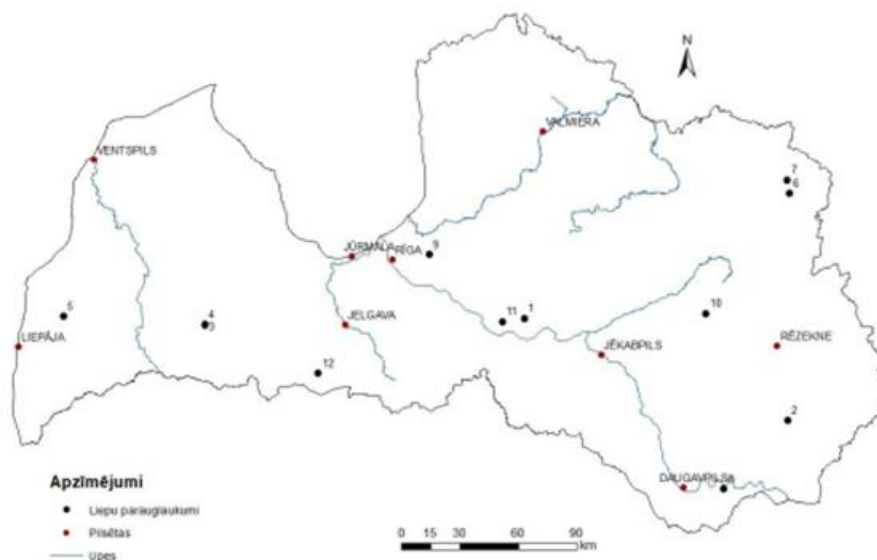 N
VALMIERA
VENTSPILS
7
6
JŪRMALA
RĪGA
9
5
4
3
11
1
10
LIEPĀJA
JELGAVA
JĒKABPILS
RĒZEKNE
12
2
DAUGAVPILS
Apzīmējumi
Liepu parauglaukumi
Pilsētas
Upes
0 15 30 60 90
km